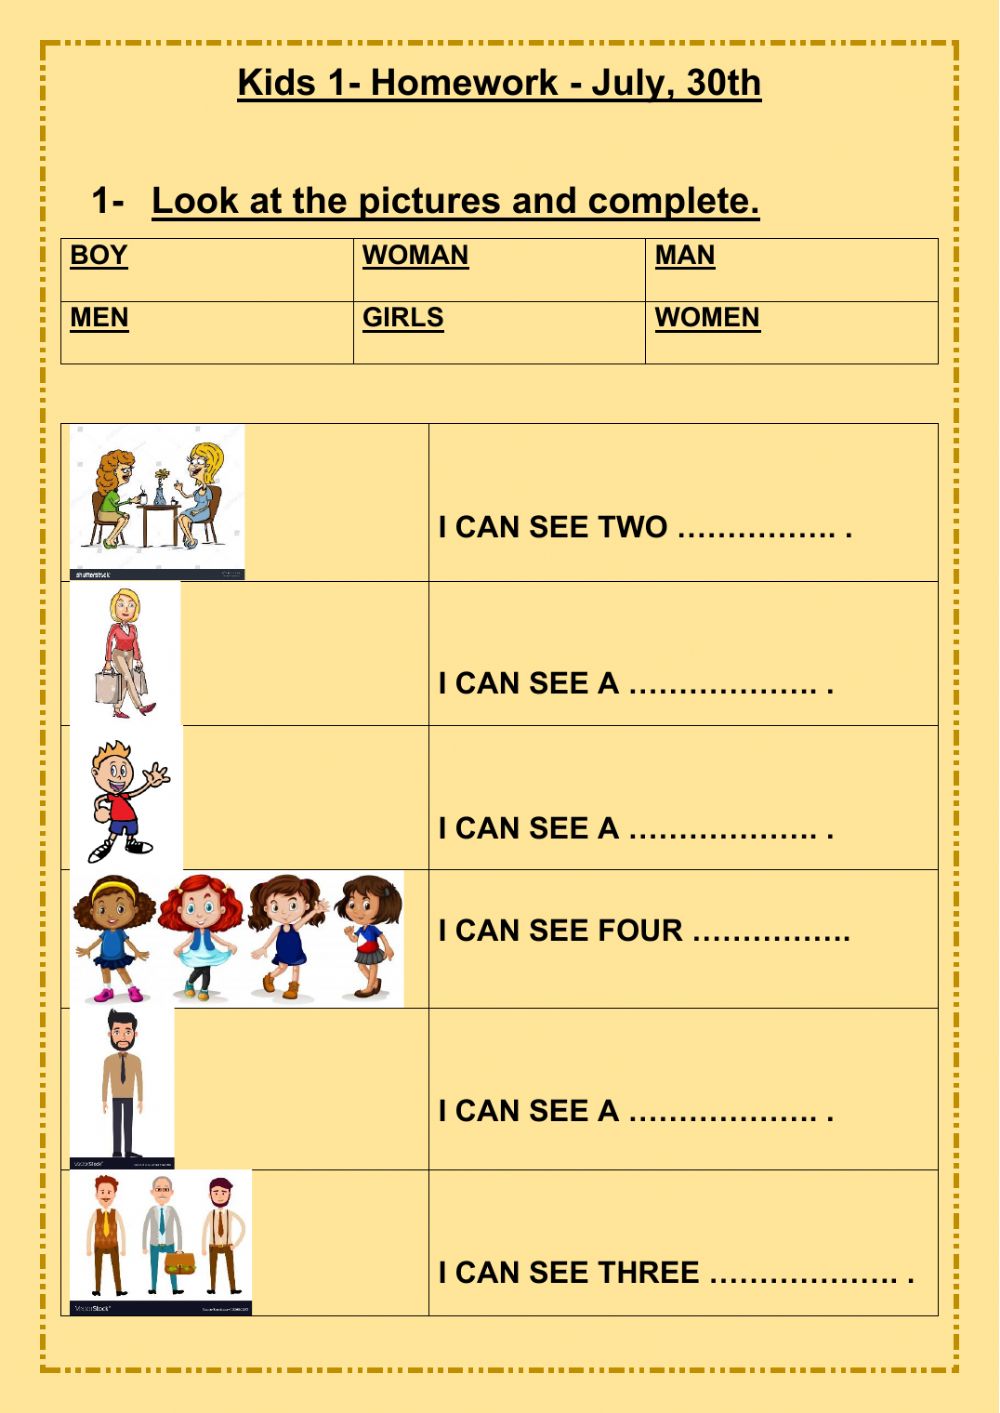 Kids 1- Homework - July, 30th
1- Look at the pictures and complete.
BOY WOMAN MAN
MEN GIRLS WOMEN
I CAN SEE TWO ……………. .
shutterstock
I CAN SEE A ………………. .
I CAN SEE A ………………. .
I CAN SEE FOUR …………….
I CAN SEE A ………………. .
VectorStock
I CAN SEE THREE ………………. .
VectorStock